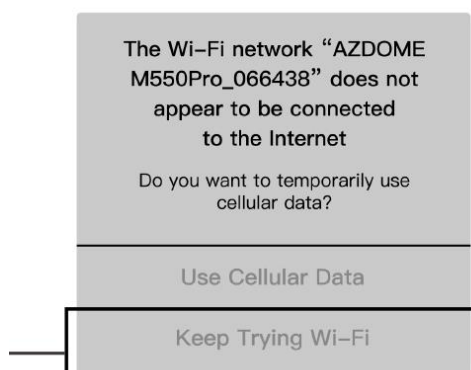 The Wi–Fi network “AZDOME
M550Pro_066438” does not
appear to be connected
to the Internet
Do you want to temporarily use
cellular data?
Use Cellular Data
Keep Trying Wi–Fi